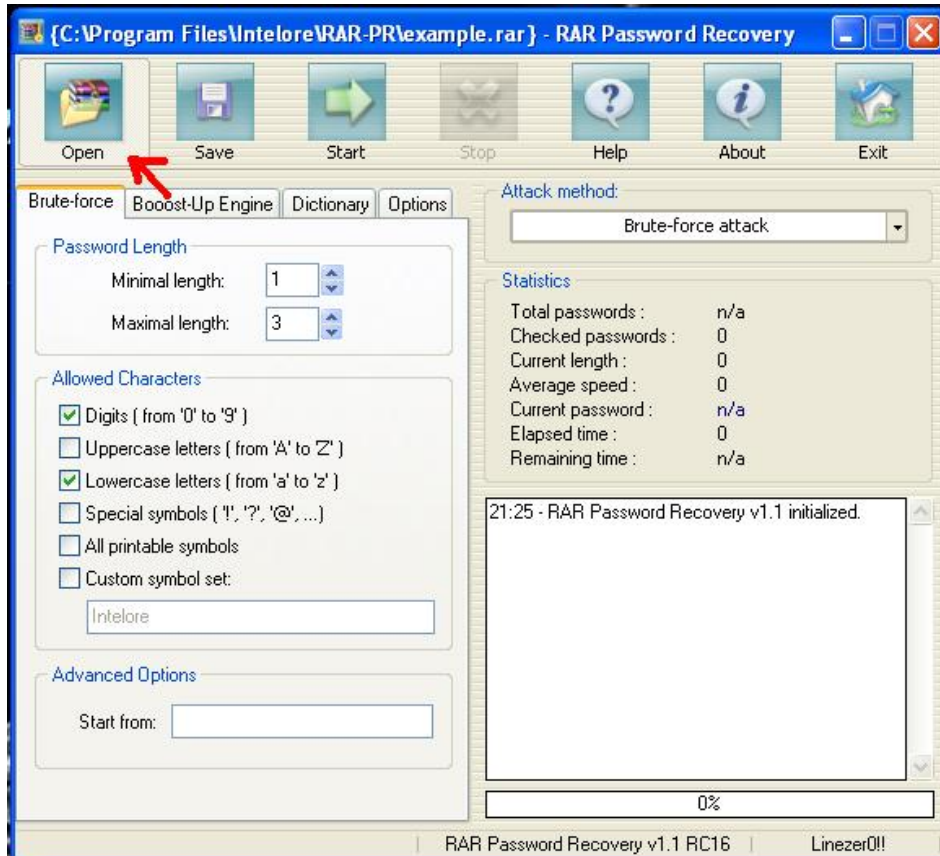 {C:\Program Files\Intelore\RAR-PR\example.rar} - RAR Password Recovery
Open Save Start Stop Help About Exit
Brute-force Booost-Up Engine Dictionary Options
Password Length
Minimal length: 1
Maximal length: 3
Allowed Characters
Digits ( from '0' to '9' )
Uppercase letters ( from 'A' to 'Z' )
Lowercase letters ( from 'a' to 'z' )
Special symbols ( '!', '?', '@', ...)
All printable symbols
Custom symbol set:
Intelore
Advanced Options
Start from:
Attack method:
Brute-force attack
Statistics
Total passwords : n/a
Checked passwords : 0
Current length : 0
Average speed : 0
Current password : n/a
Elapsed time : 0
Remaining time : n/a
21:25 - RAR Password Recovery v1.1 initialized.
0%
RAR Password Recovery v1.1 RC16 Linezer0!!